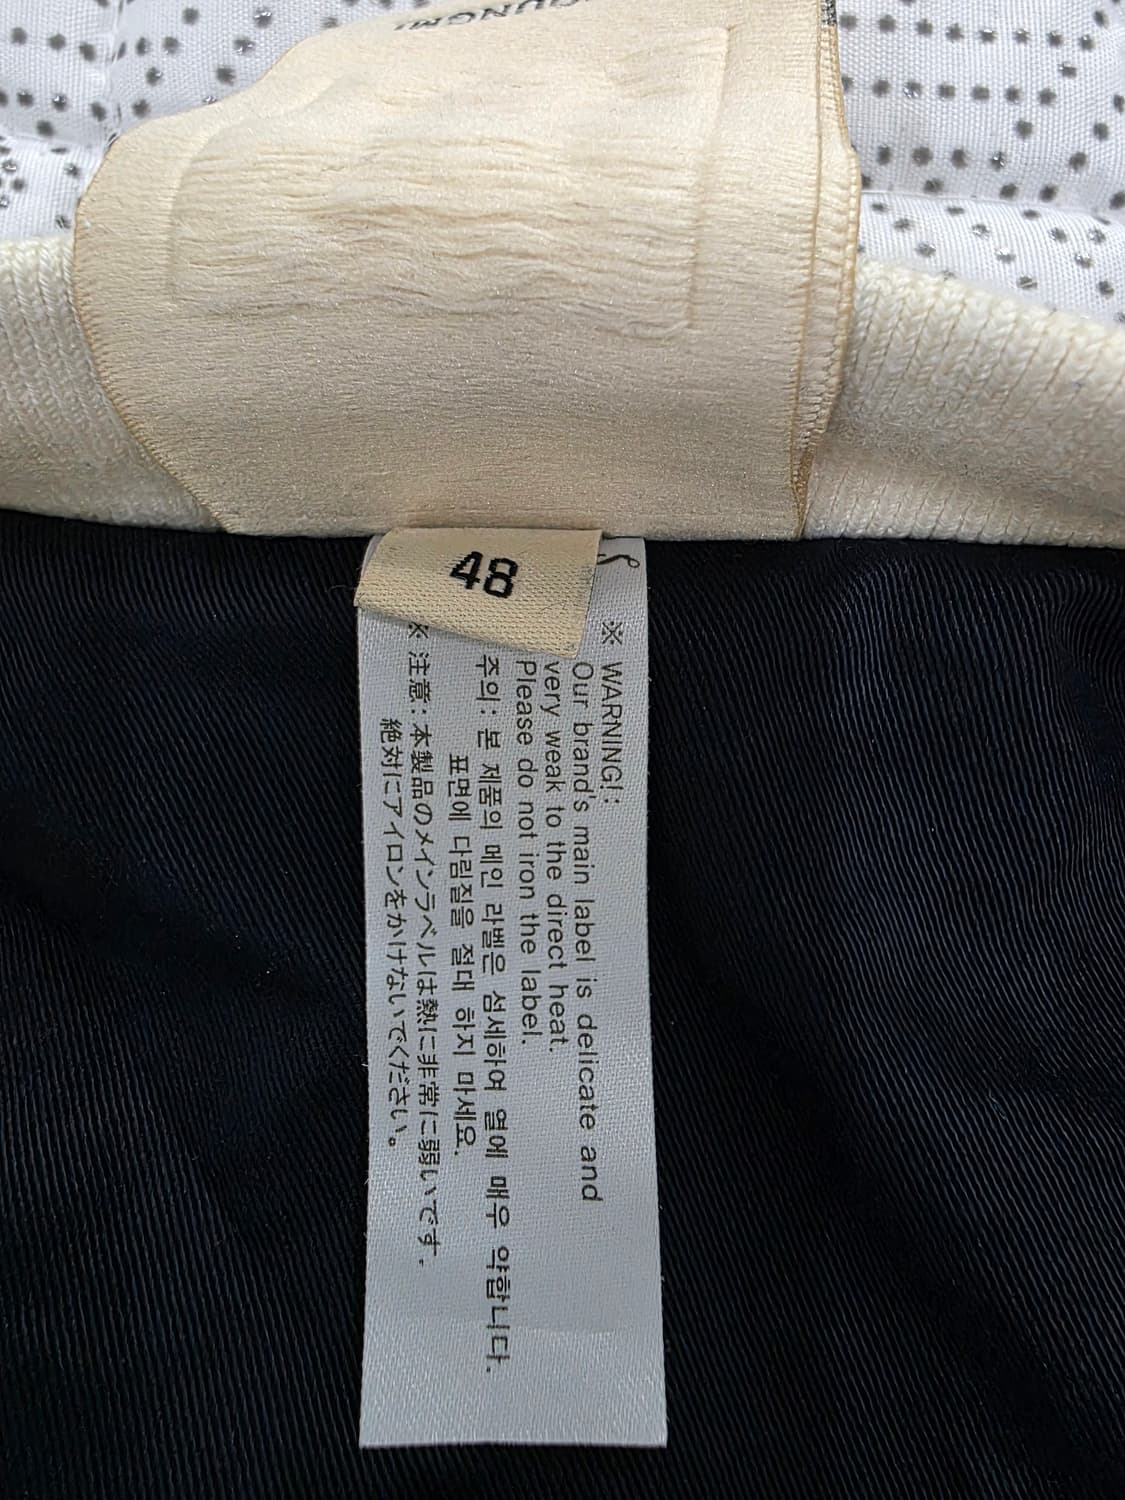 OUNGMI
48
※ WARNING!:
Our brand's main label is delicate and
very weak to the direct heat.
Please do not iron the label.
주의: 본 제품의 메인 라벨은 섬세하여 열에 매우 약합니다.
표면에 다림질을 절대 하지 마세요.
※ 注意: 本製品のメインラベルは熱に非常に弱いです.
絶対にアイロンをかけないでください。